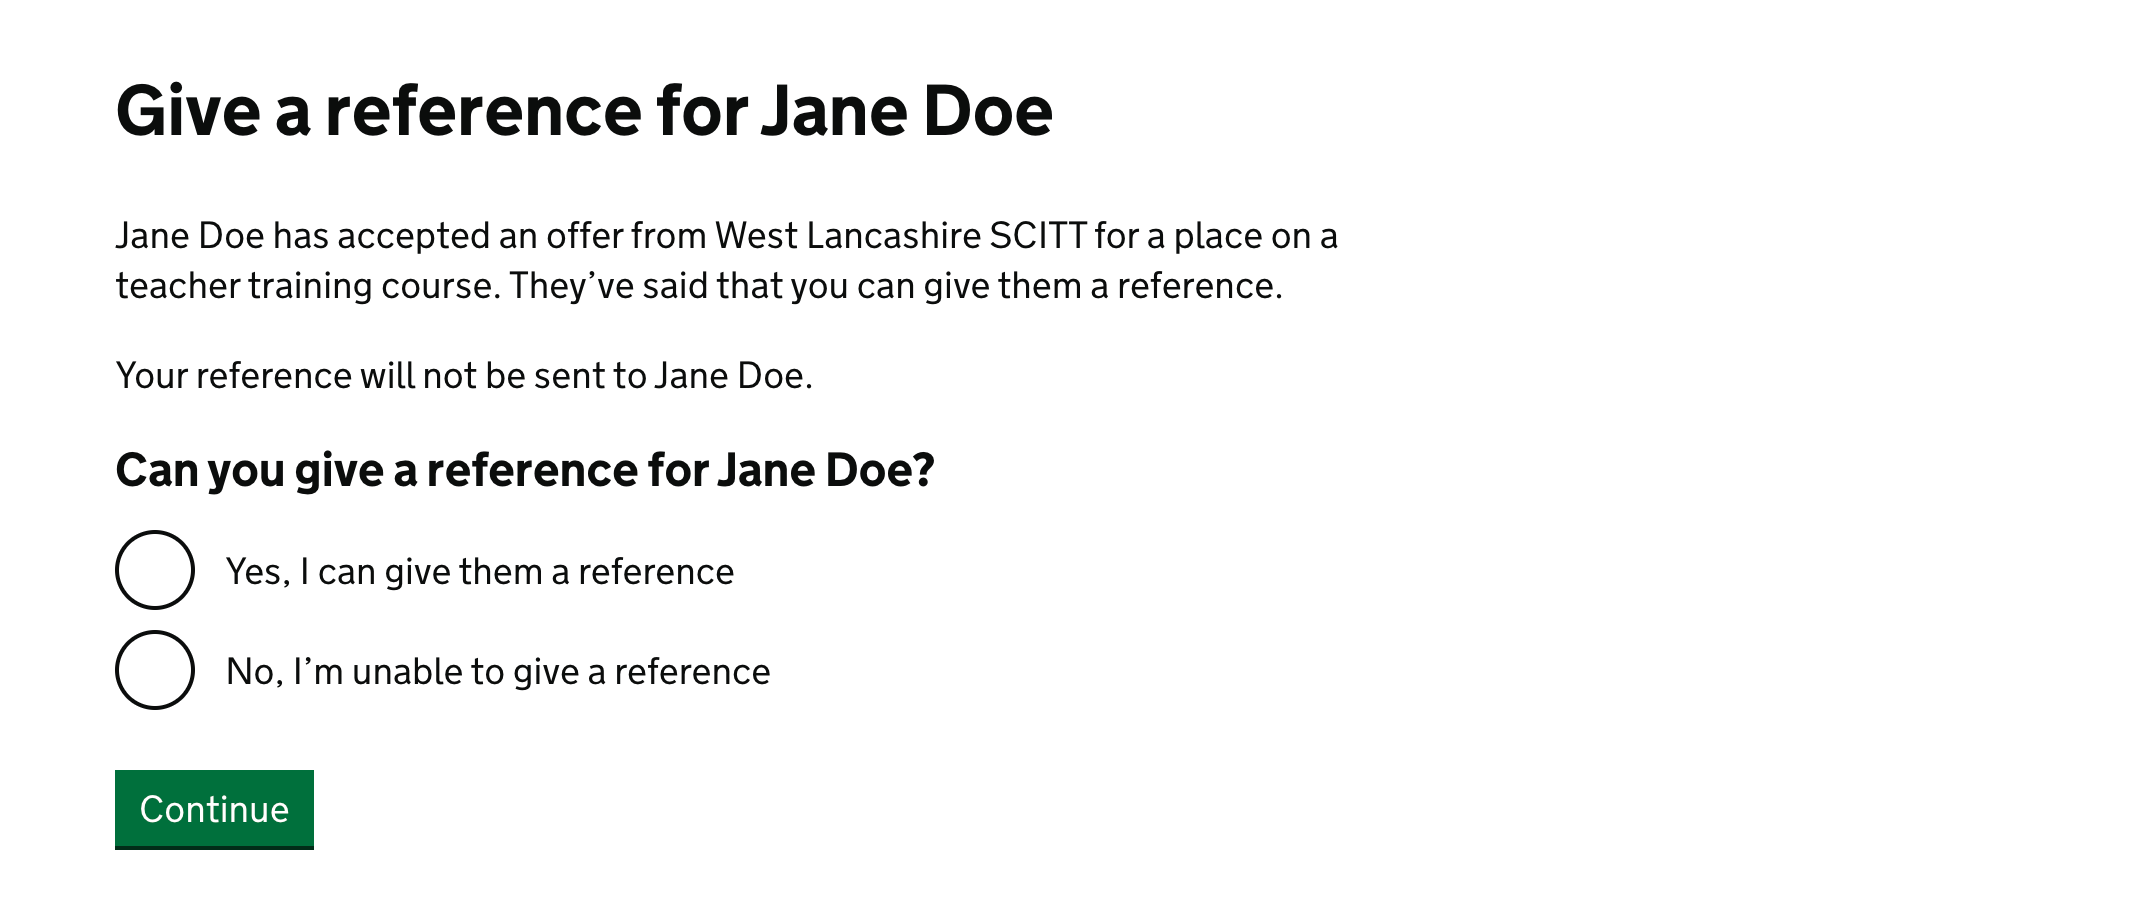 Give a reference for Jane Doe
Jane Doe has accepted an offer from West Lancashire SCITT for a place on a
teacher training course. They’ve said that you can give them a reference.
Your reference will not be sent to Jane Doe.
Can you give a reference for Jane Doe?
Yes, I can give them a reference
No, I’m unable to give a reference
Continue